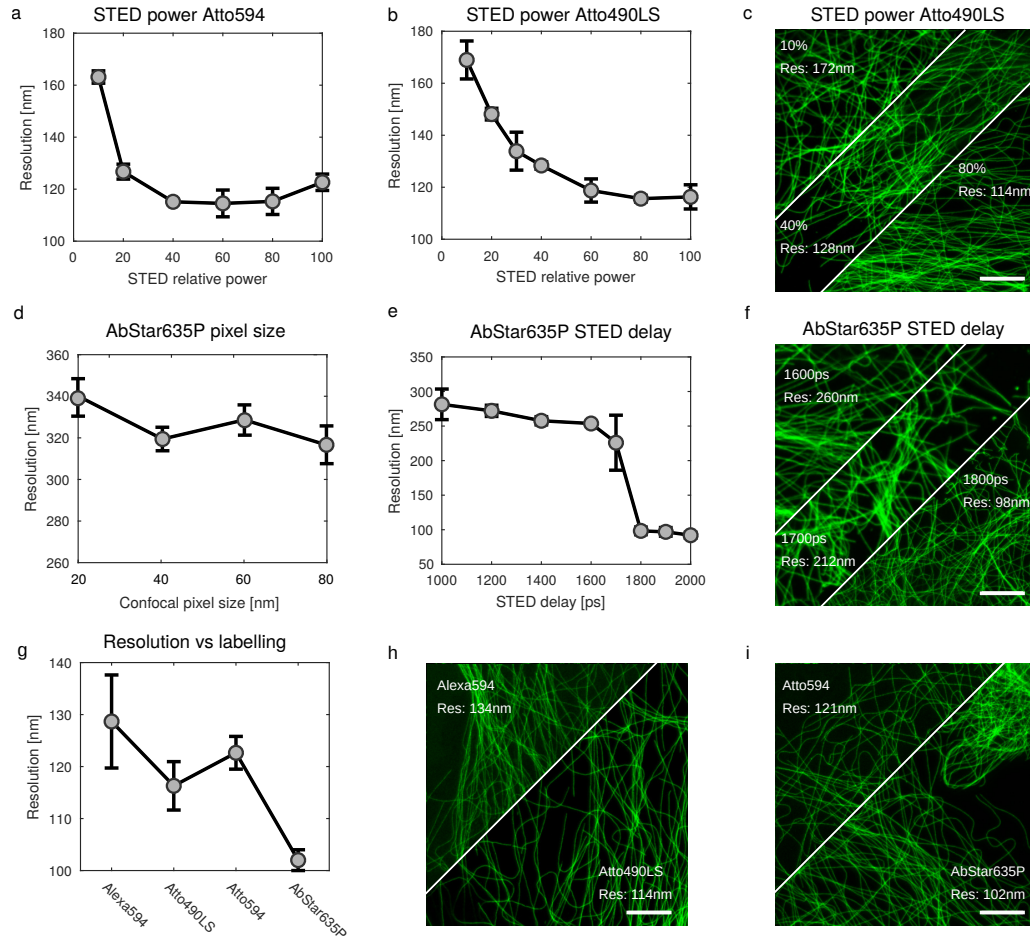 a
STED power Atto594
180
160
140
120
100
Resolution [nm]
0
20
40
60
80
100
STED relative power
b
STED power Atto490LS
180
160
140
120
100
Resolution [nm]
0
20
40
60
80
100
STED relative power
c
STED power Atto490LS
10%
Res: 172nm
80%
Res: 114nm
40%
Res: 128nm
d
AbStar635P pixel size
360
340
320
300
280
260
Resolution [nm]
20
40
60
80
Confocal pixel size [nm]
e
AbStar635P STED delay
350
300
250
200
150
100
50
Resolution [nm]
1000
1200
1400
1600
1800
2000
STED delay [ps]
f
AbStar635P STED delay
1600ps
Res: 260nm
1800ps
Res: 98nm
1700ps
Res: 212nm
g
Resolution vs labelling
140
130
120
110
100
Resolution [nm]
Alexa594
Atto490LS
Atto594
AbStar635P
h
Alexa594
Res: 134nm
Atto490LS
Res: 114nm
i
Atto594
Res: 121nm
AbStar635P
Res: 102nm